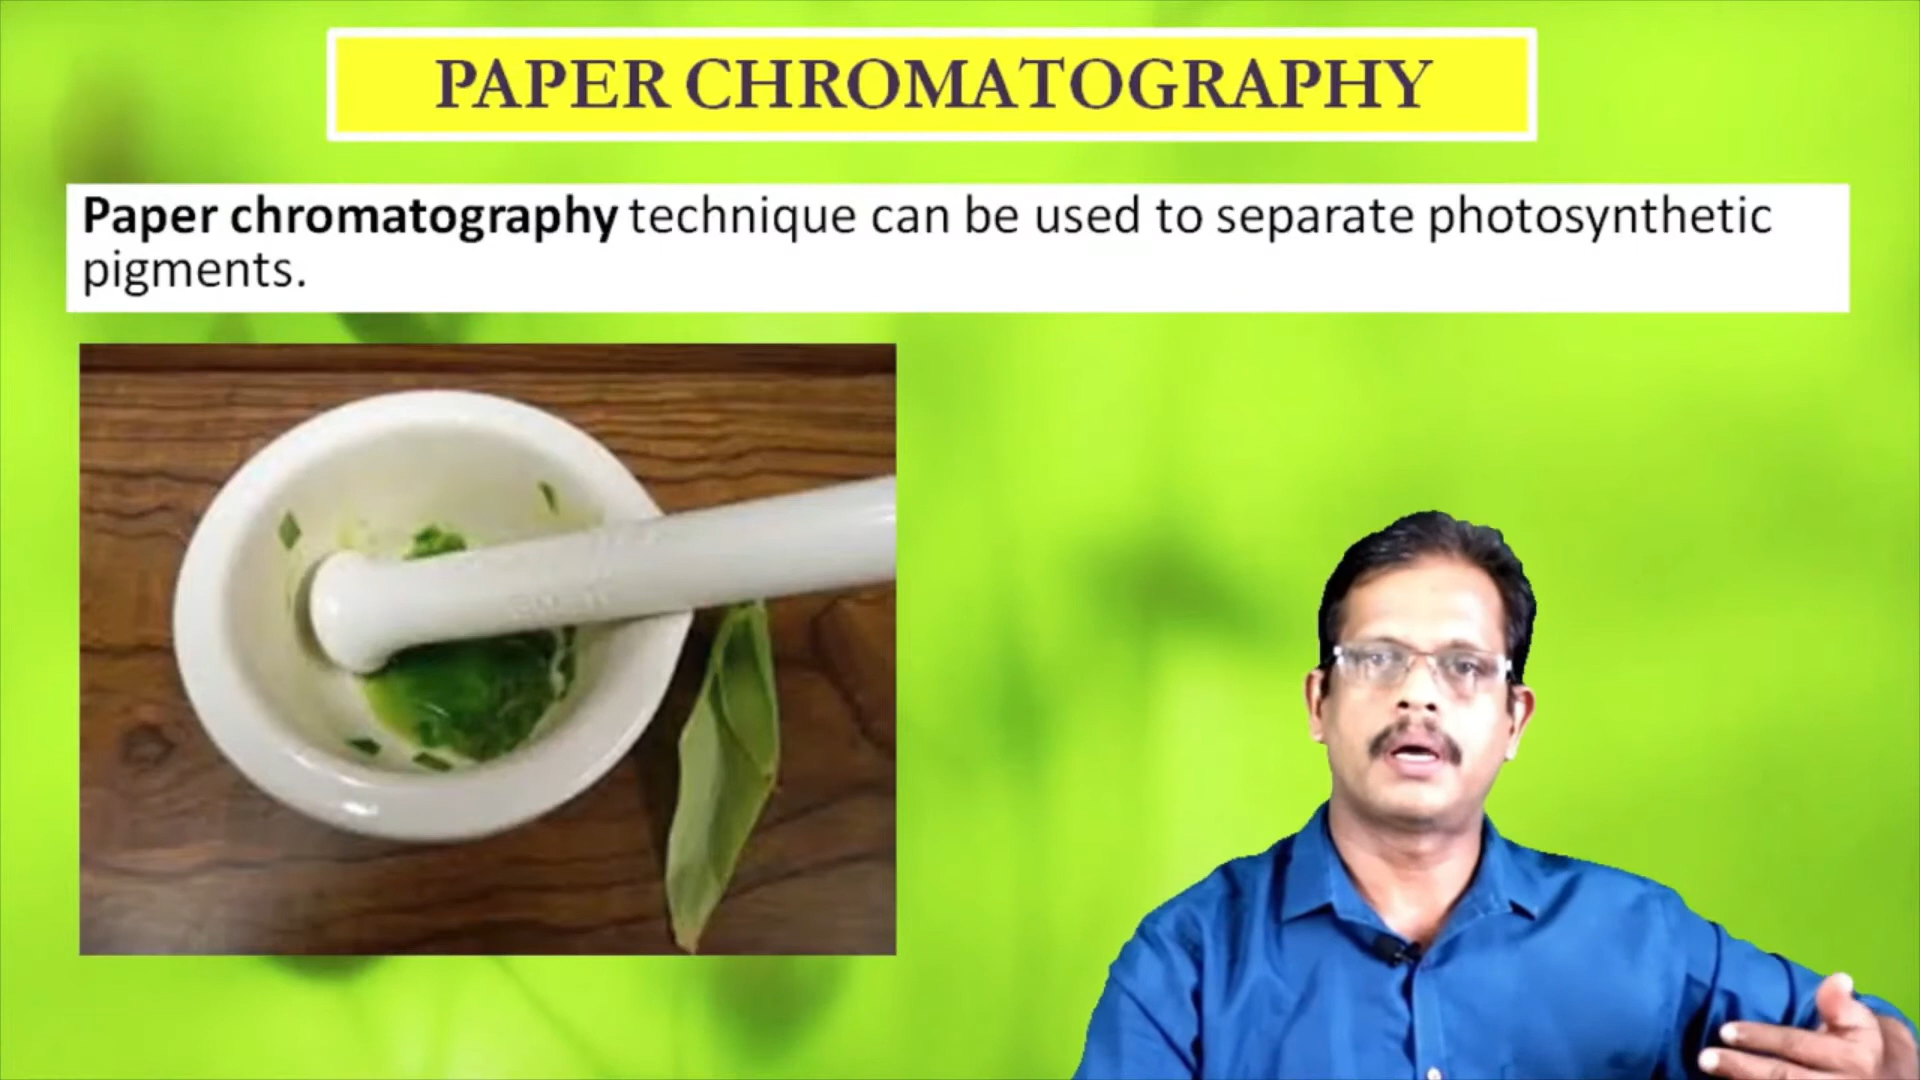 PAPER CHROMATOGRAPHY
Paper chromatography technique can be used to separate photosynthetic
pigments.